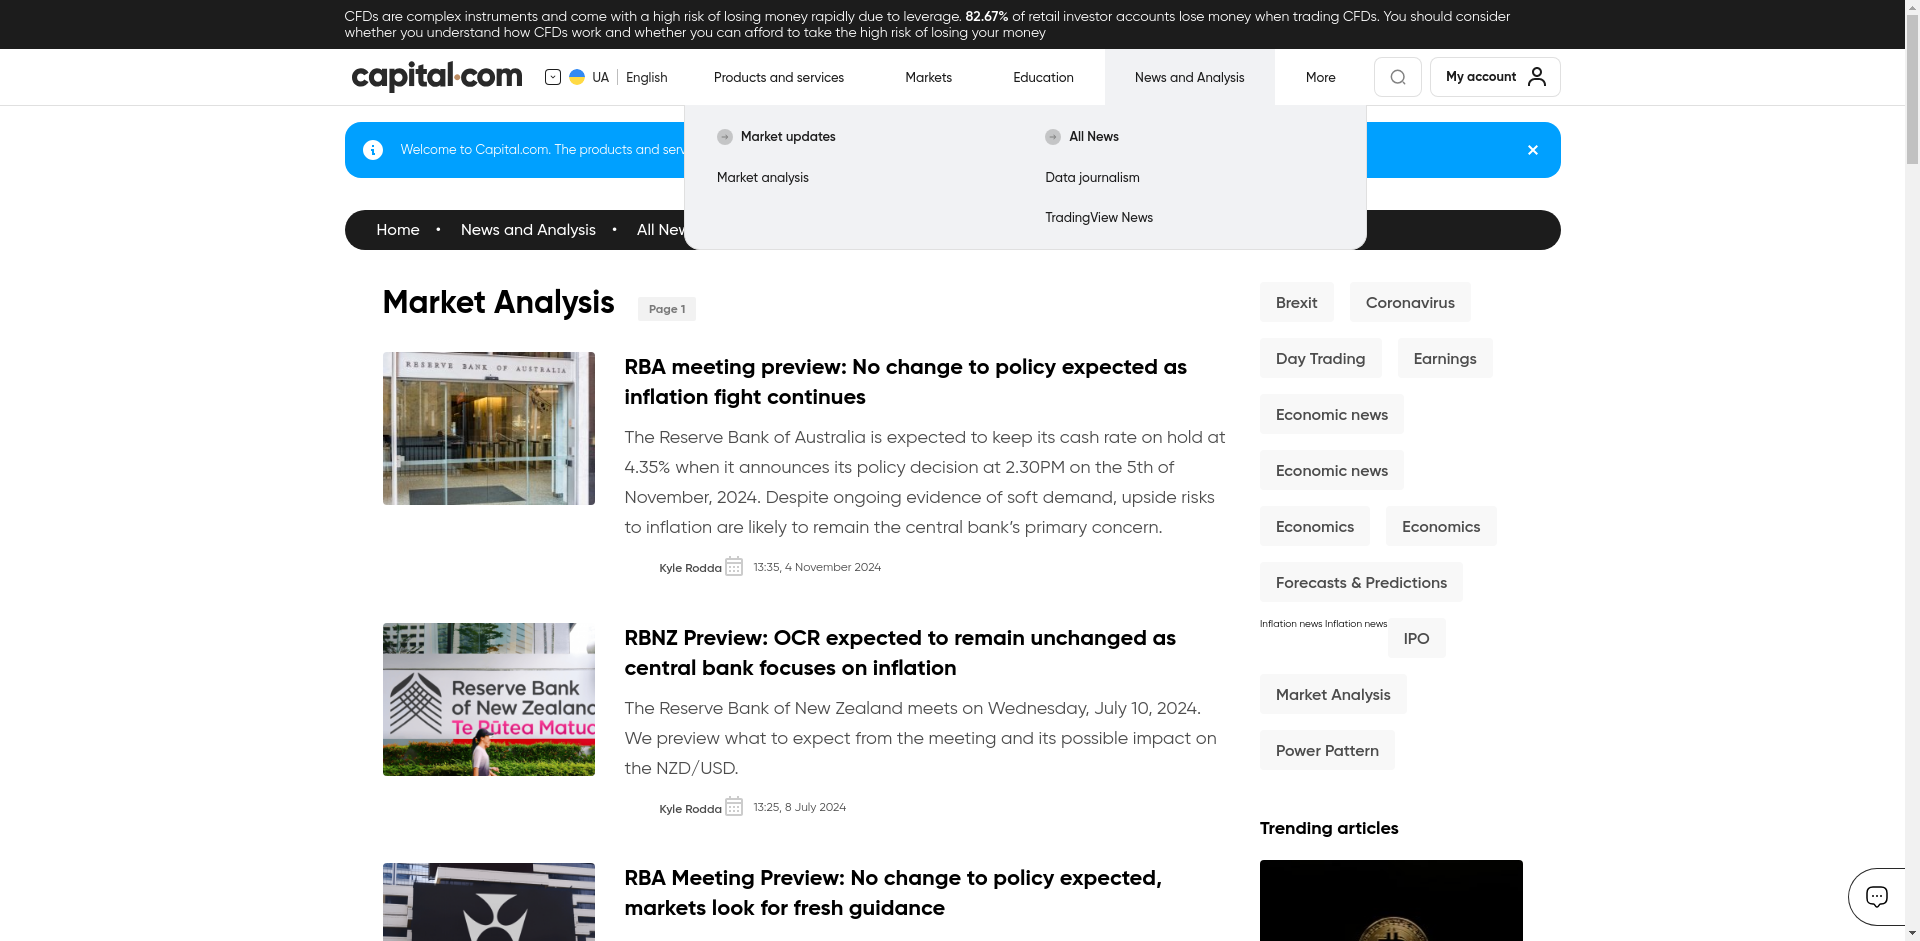 CFDs are complex instruments and come with a high risk of losing money rapidly due to leverage. 82.67% of retail investor accounts lose money when trading CFDs. You should consider
whether you understand how CFDs work and whether you can afford to take the high risk of losing your money
capital.com
UA | English
Products and services
Markets
Education
News and Analysis
More
My account
Welcome to Capital.com. The products and serv
Market updates
Market analysis
All News
Data journalism
TradingView News
Home • News and Analysis • All New
Market Analysis
Page 1
RESERVE BANK OF AUSTRALIA
RBA meeting preview: No change to policy expected as
inflation fight continues
The Reserve Bank of Australia is expected to keep its cash rate on hold at
4.35% when it announces its policy decision at 2.30PM on the 5th of
November, 2024. Despite ongoing evidence of soft demand, upside risks
to inflation are likely to remain the central bank’s primary concern.
Kyle Rodda 13:35, 4 November 2024
Reserve Bank
of New Zealand
Te Pūtea Matua
RBNZ Preview: OCR expected to remain unchanged as
central bank focuses on inflation
The Reserve Bank of New Zealand meets on Wednesday, July 10, 2024.
We preview what to expect from the meeting and its possible impact on
the NZD/USD.
Kyle Rodda 13:25, 8 July 2024
RBA Meeting Preview: No change to policy expected,
markets look for fresh guidance
Brexit
Coronavirus
Day Trading
Earnings
Economic news
Economic news
Economics
Economics
Forecasts & Predictions
Inflation news Inflation news
IPO
Market Analysis
Power Pattern
Trending articles